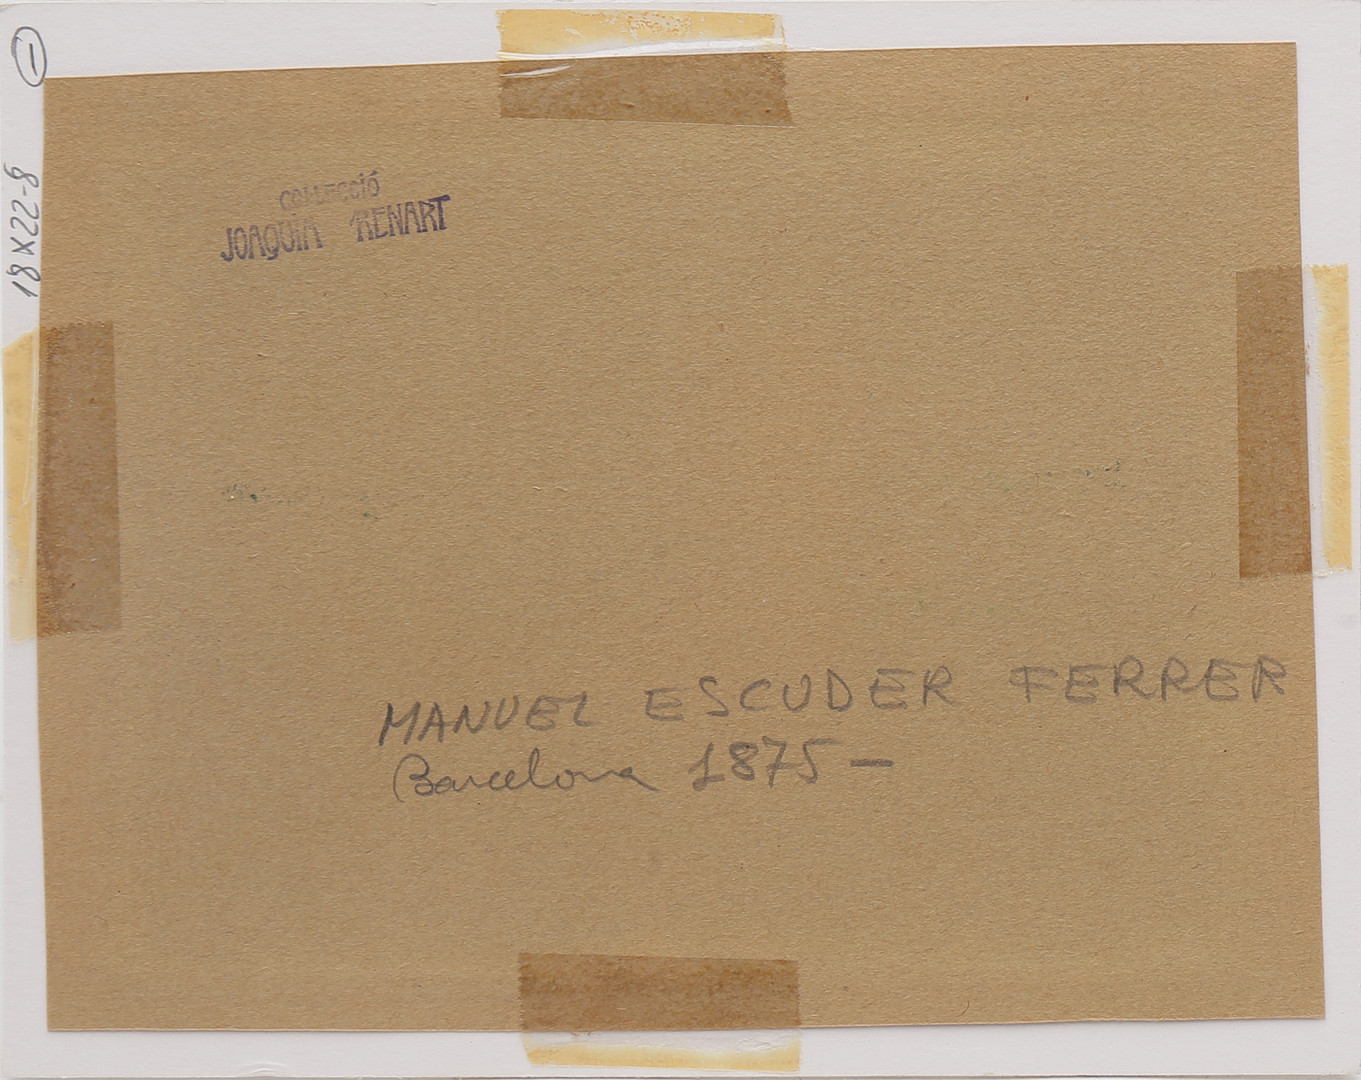 1
18x22-8
COL·LECCIÓ
JOAQUIM RENART
MANUEL ESCUDER FERRER
Barcelona 1875 -